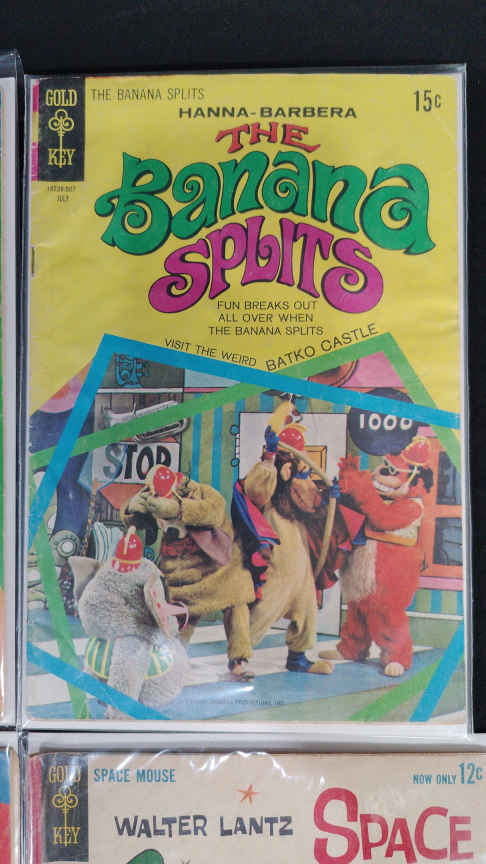 GOLD
KEY
THE BANANA SPLITS
15¢
HANNA-BARBERA
THE
Banana
SPLITS
JULY
FUN BREAKS OUT
ALL OVER WHEN
THE BANANA SPLITS
VISIT THE WEIRD BATKO CASTLE
STOP
1000
GOLD
KEY
SPACE MOUSE
NOW ONLY 12¢
WALTER LANTZ
SPACE